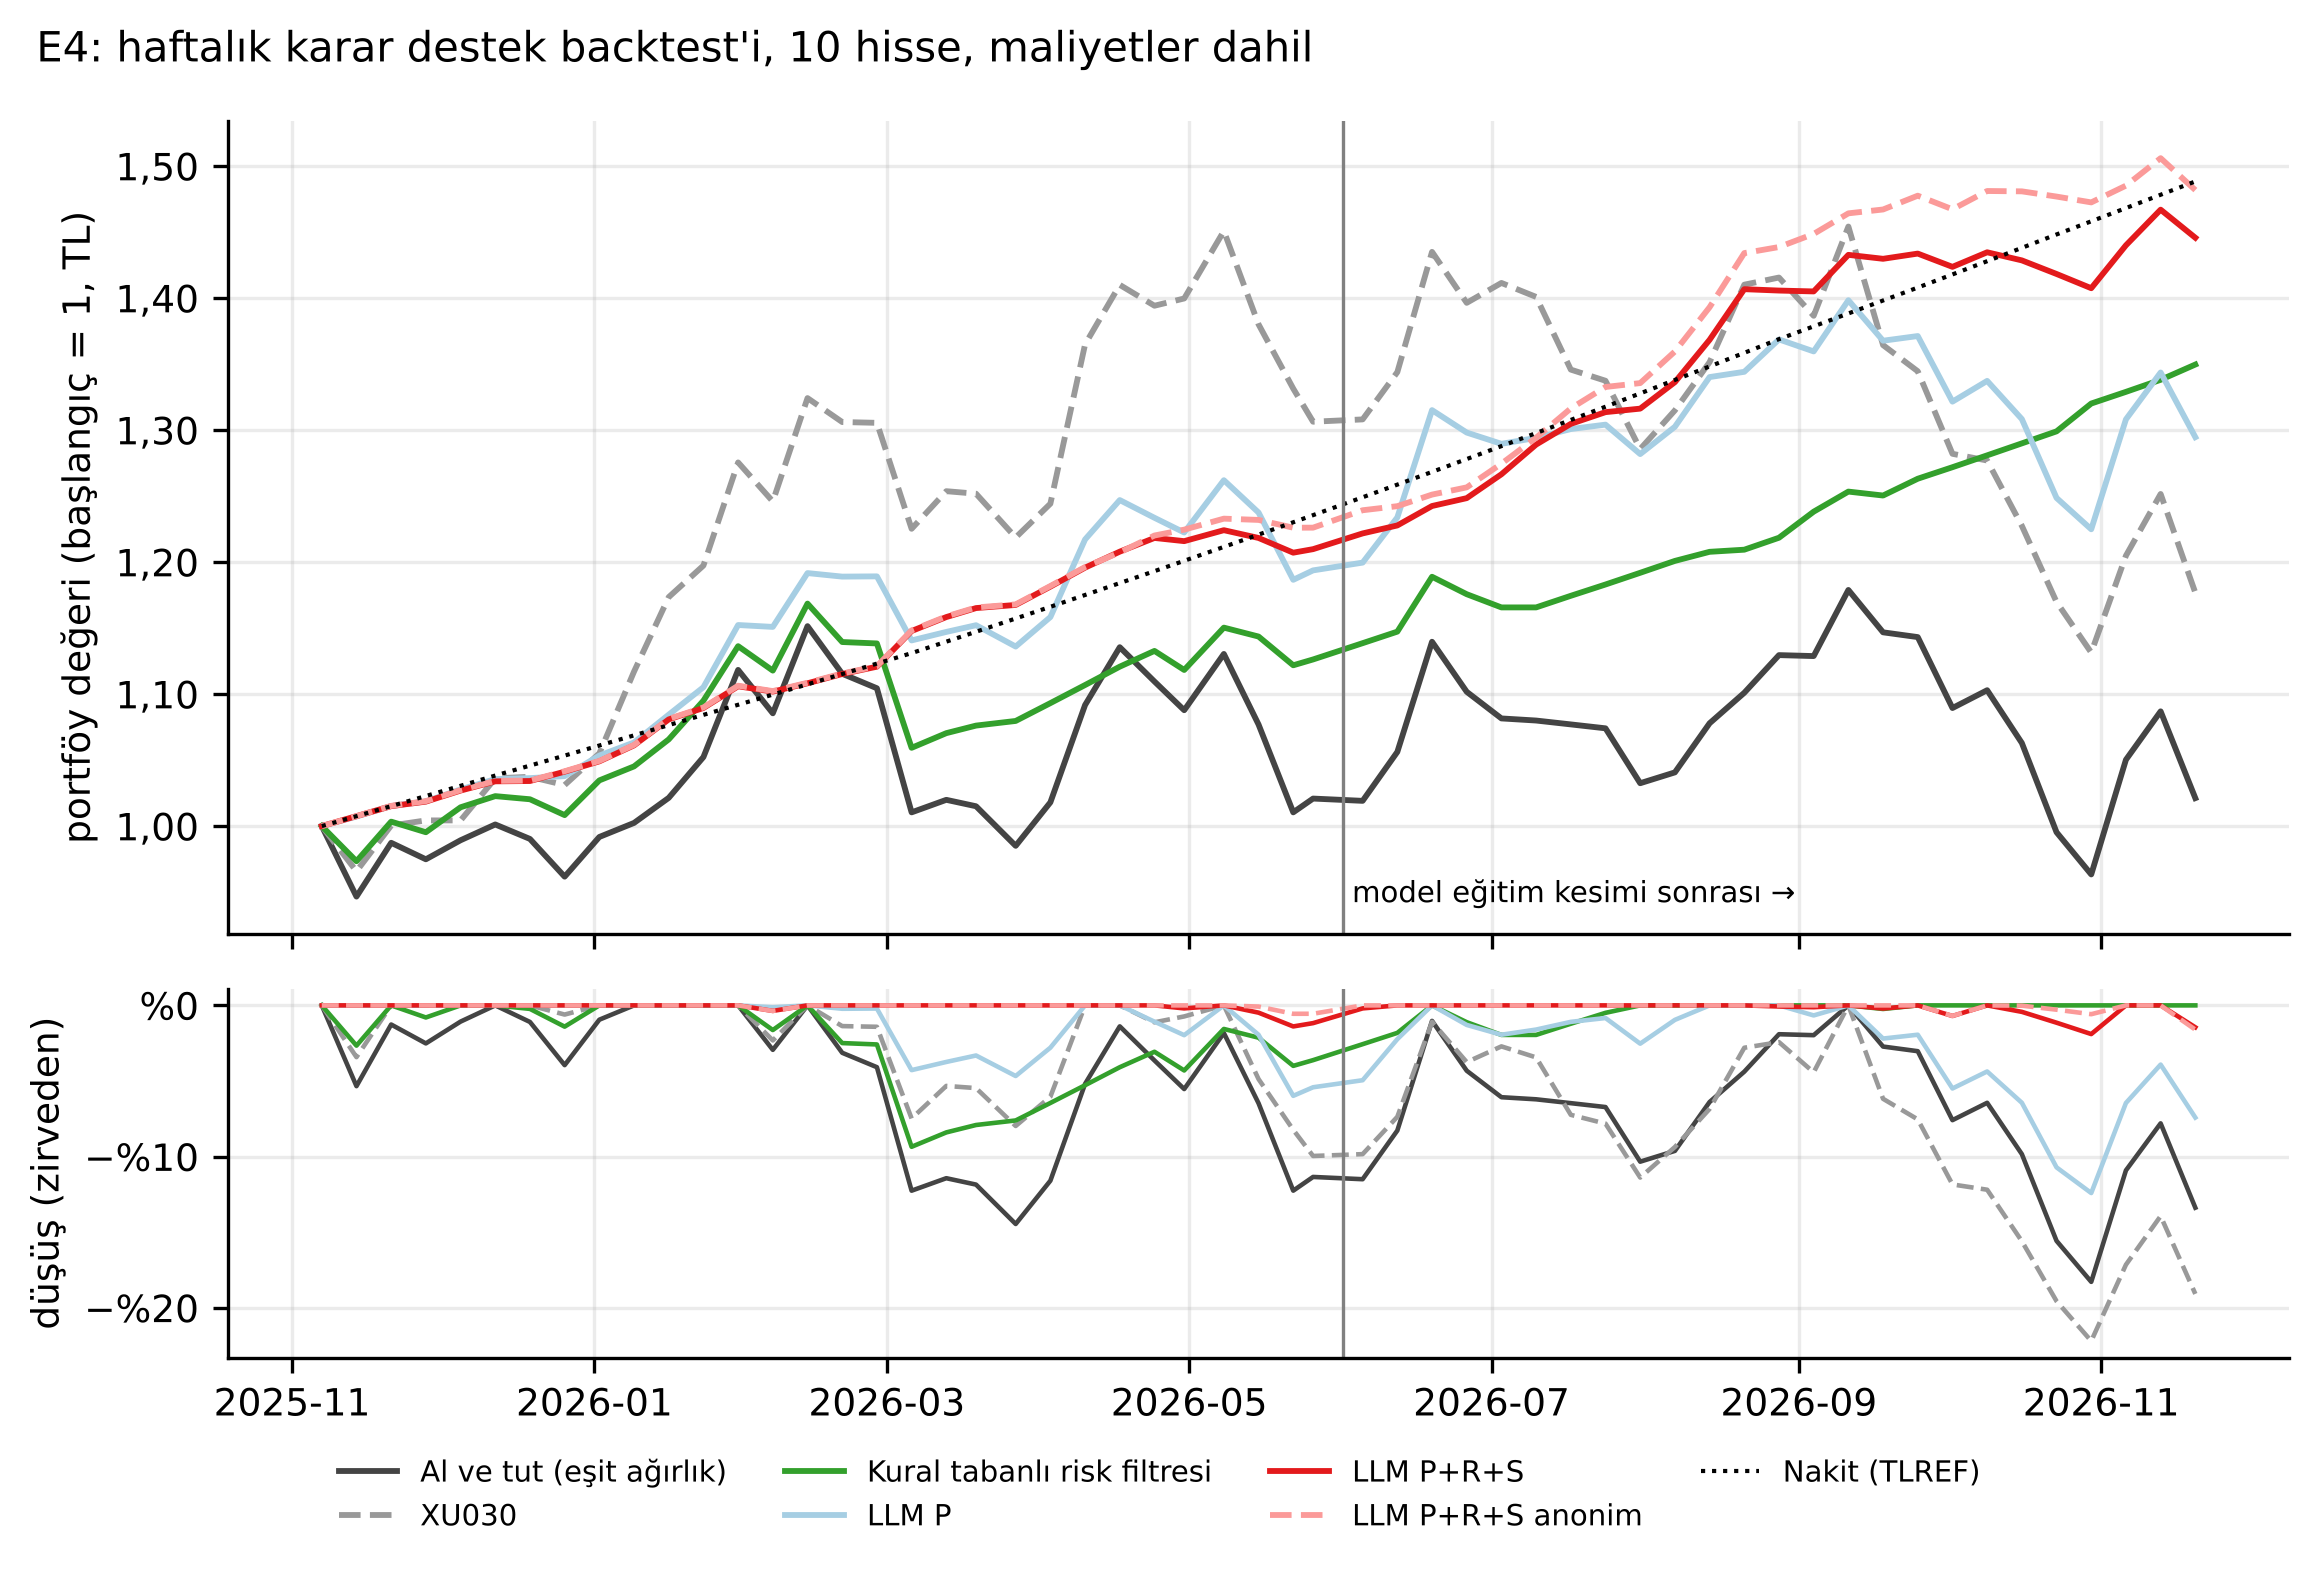 E4: haftalık karar destek backtest'i, 10 hisse, maliyetler dahil
portföy değeri (başlangıç = 1, TL)
1,50
1,40
1,30
1,20
1,10
1,00
model eğitim kesimi sonrası →
düşüş (zirveden)
%0
−%10
−%20
2025-11
2026-01
2026-03
2026-05
2026-07
2026-09
2026-11
Al ve tut (eşit ağırlık)
XU030
Kural tabanlı risk filtresi
LLM P
LLM P+R+S
LLM P+R+S anonim
Nakit (TLREF)